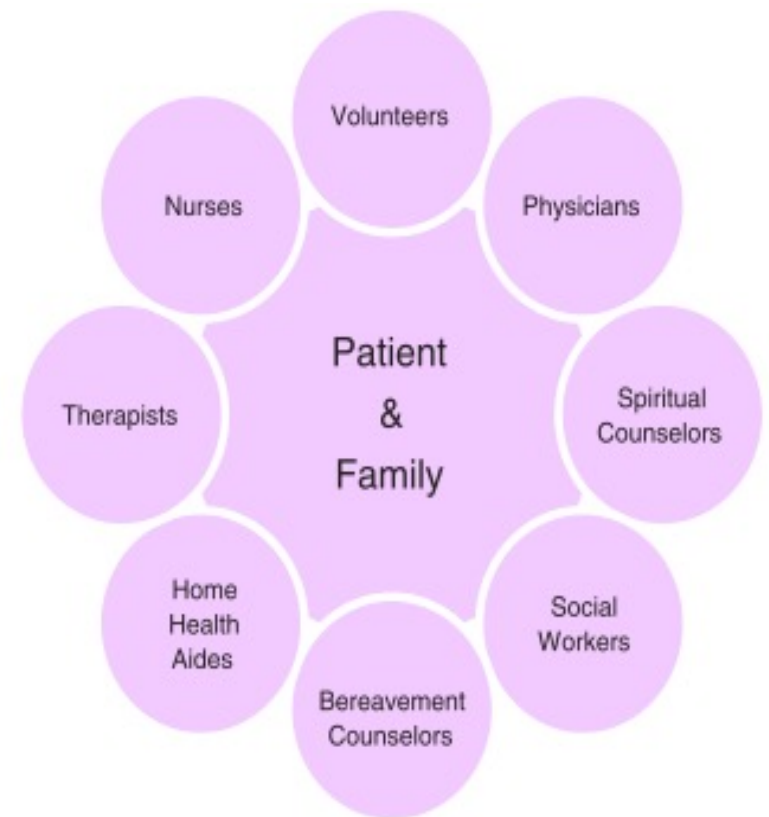 Volunteers
Nurses
Physicians
Patient
&
Family
Therapists
Spiritual
Counselors
Home
Health
Aides
Social
Workers
Bereavement
Counselors